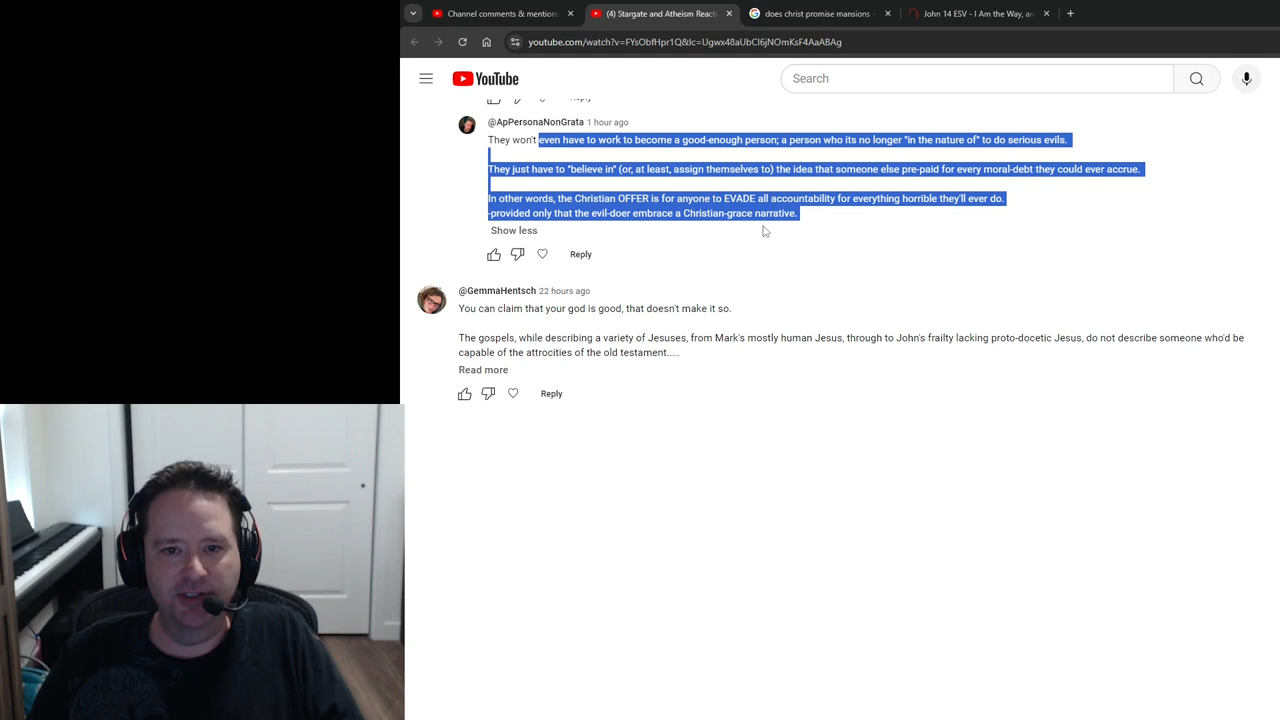 Channel comments & mention
(4) Stargate and Atheism Reacti
does christ promise mansions -
John 14 ESV - I Am the Way, an
youtube.com/watch?v=FYsObfHpr1Q&lc=Ugwx48aUbCl6jNOmKsF4AaABAg
YouTube
Search
Reply
@ApPersonaNonGrata 1 hour ago
They won't even have to work to become a good-enough person; a person who its no longer "in the nature of" to do serious evils.
They just have to "believe in" (or, at least, assign themselves to) the idea that someone else pre-paid for every moral-debt they could ever accrue.
In other words, the Christian OFFER is for anyone to EVADE all accountability for everything horrible they'll ever do.
-provided only that the evil-doer embrace a Christian-grace narrative.
Show less
Reply
@GemmaHentsch 22 hours ago
You can claim that your god is good, that doesn't make it so.
The gospels, while describing a variety of Jesuses, from Mark's mostly human Jesus, through to John's frailty lacking proto-docetic Jesus, do not describe someone who'd be
capable of the attrocities of the old testament.....
Read more
Reply